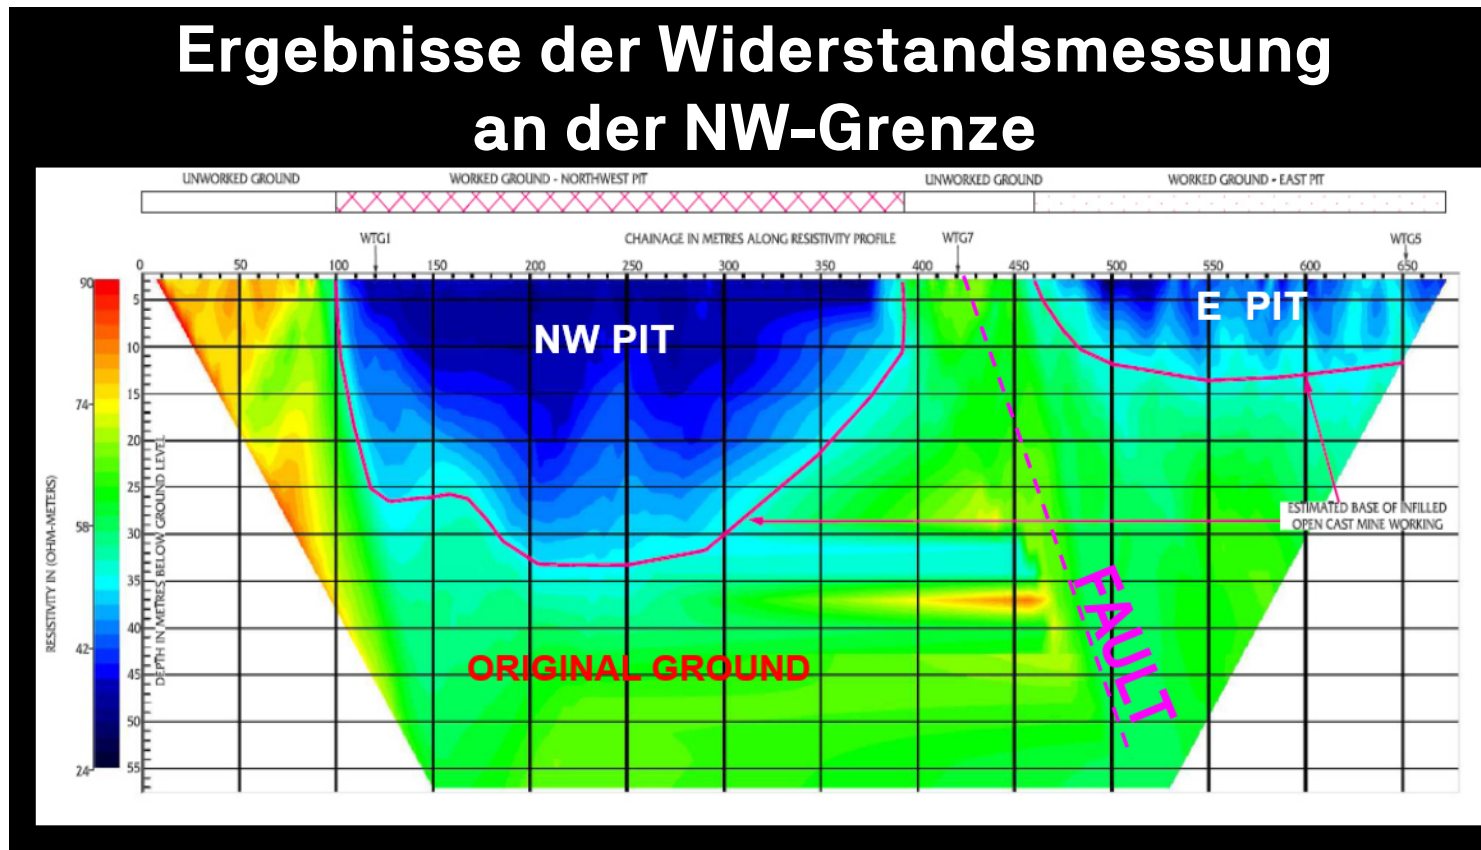 Ergebnisse der Widerstandsmessung
an der NW-Grenze
UNWORKED GROUND
WORKED GROUND - NORTHWEST PIT
UNWORKED GROUND
WORKED GROUND - EAST PIT
WTG1
CHAINAGE IN METRES ALONG RESISTIVITY PROFILE
WTG7
WTG5
0 50 100 150 200 250 300 350 400 450 500 550 600 650
90
74
58
42
24
RESISTIVITY IN (OHM-METERS)
5
10
15
20
25
30
35
40
45
50
55
DEPTH IN METRES BELOW GROUND LEVEL
NW PIT
E PIT
ESTIMATED BASE OF INFILLED
OPEN CAST MINE WORKING
FAULT
ORIGINAL GROUND